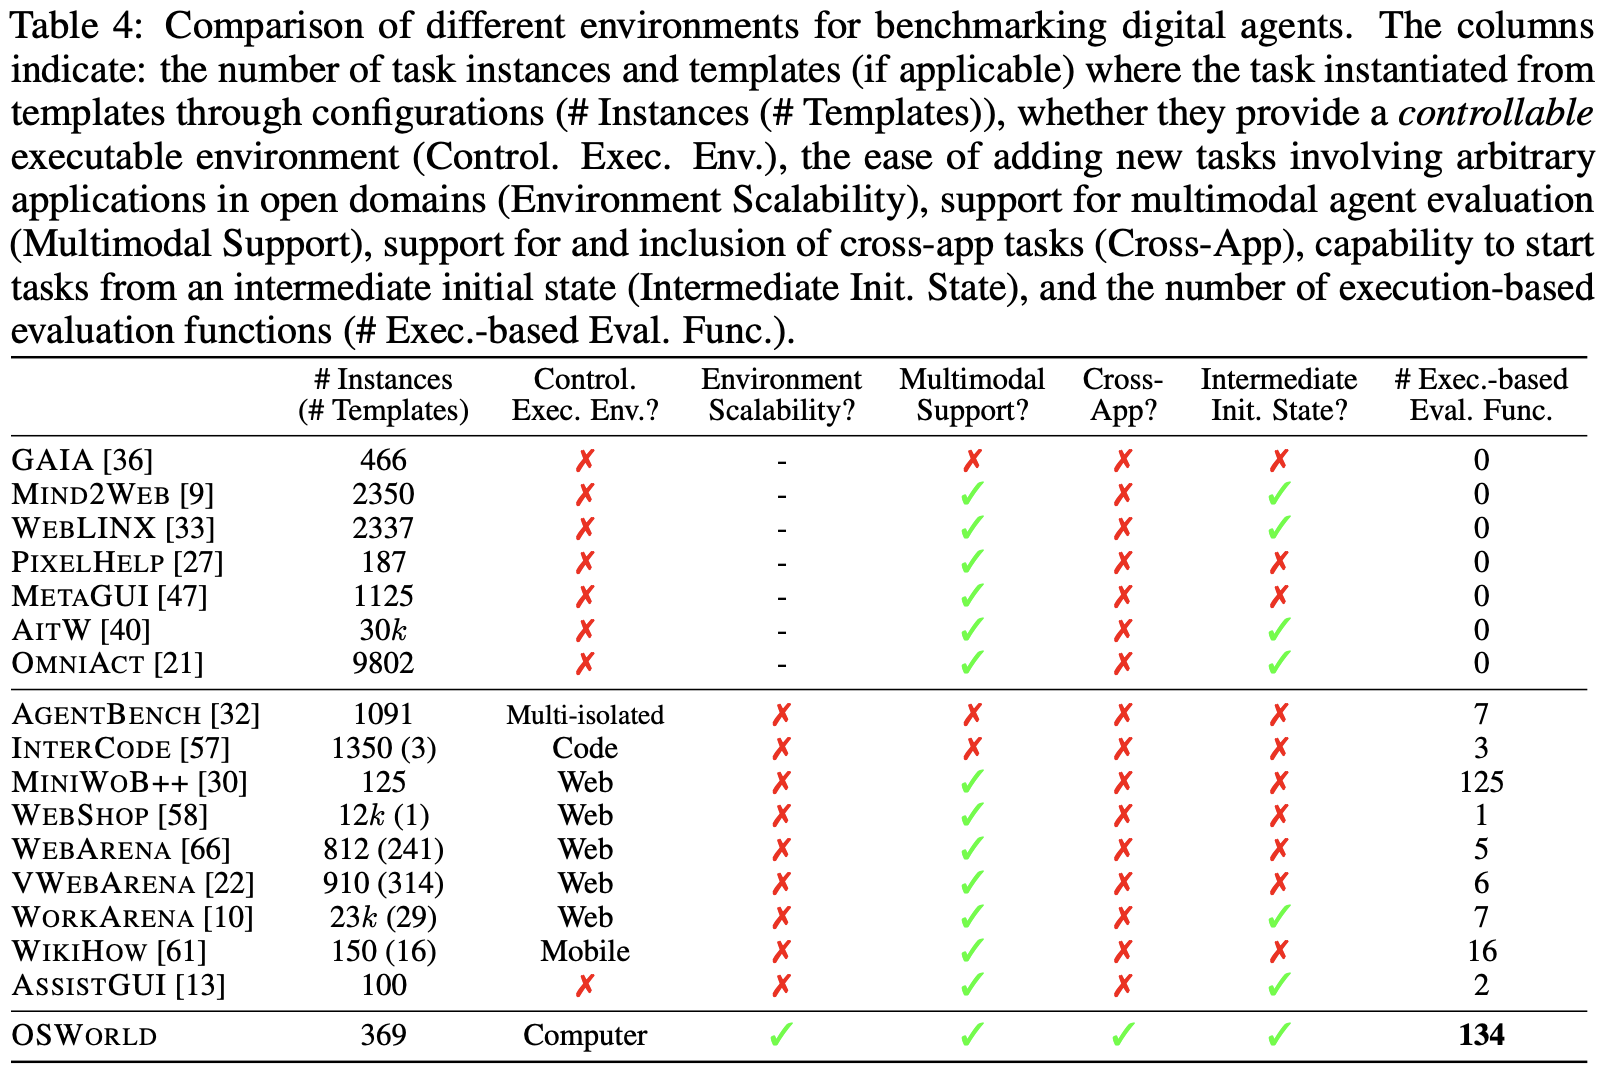 Table 4: Comparison of different environments for benchmarking digital agents. The columns
indicate: the number of task instances and templates (if applicable) where the task instantiated from
templates through configurations (# Instances (# Templates)), whether they provide a controllable
executable environment (Control. Exec. Env.), the ease of adding new tasks involving arbitrary
applications in open domains (Environment Scalability), support for multimodal agent evaluation
(Multimodal Support), support for and inclusion of cross-app tasks (Cross-App), capability to start
tasks from an intermediate initial state (Intermediate Init. State), and the number of execution-based
evaluation functions (# Exec.-based Eval. Func.).
# Instances Control. Environment Multimodal Cross- Intermediate # Exec.-based
(# Templates) Exec. Env.? Scalability? Support? App? Init. State? Eval. Func.
GAIA [36] 466 ✗ - ✗ ✗ ✗ 0
MIND2WEB [9] 2350 ✗ - ✓ ✗ ✓ 0
WEBLINX [33] 2337 ✗ - ✓ ✗ ✓ 0
PIXELHELP [27] 187 ✗ - ✓ ✗ ✗ 0
METAGUI [47] 1125 ✗ - ✓ ✗ ✗ 0
AITW [40] 30k ✗ - ✓ ✗ ✓ 0
OMNIACT [21] 9802 ✗ - ✓ ✗ ✓ 0
AGENTBENCH [32] 1091 Multi-isolated ✗ ✗ ✗ ✗ 7
INTERCODE [57] 1350 (3) Code ✗ ✗ ✗ ✗ 3
MINIWOB++ [30] 125 Web ✗ ✓ ✗ ✗ 125
WEBSHOP [58] 12k (1) Web ✗ ✓ ✗ ✗ 1
WEBARENA [66] 812 (241) Web ✗ ✓ ✗ ✗ 5
VWEBARENA [22] 910 (314) Web ✗ ✓ ✗ ✗ 6
WORKARENA [10] 23k (29) Web ✗ ✓ ✗ ✓ 7
WIKIHOW [61] 150 (16) Mobile ✗ ✓ ✗ ✗ 16
ASSISTGUI [13] 100 ✗ ✗ ✓ ✗ ✓ 2
OSWORLD 369 Computer ✓ ✓ ✓ ✓ 134